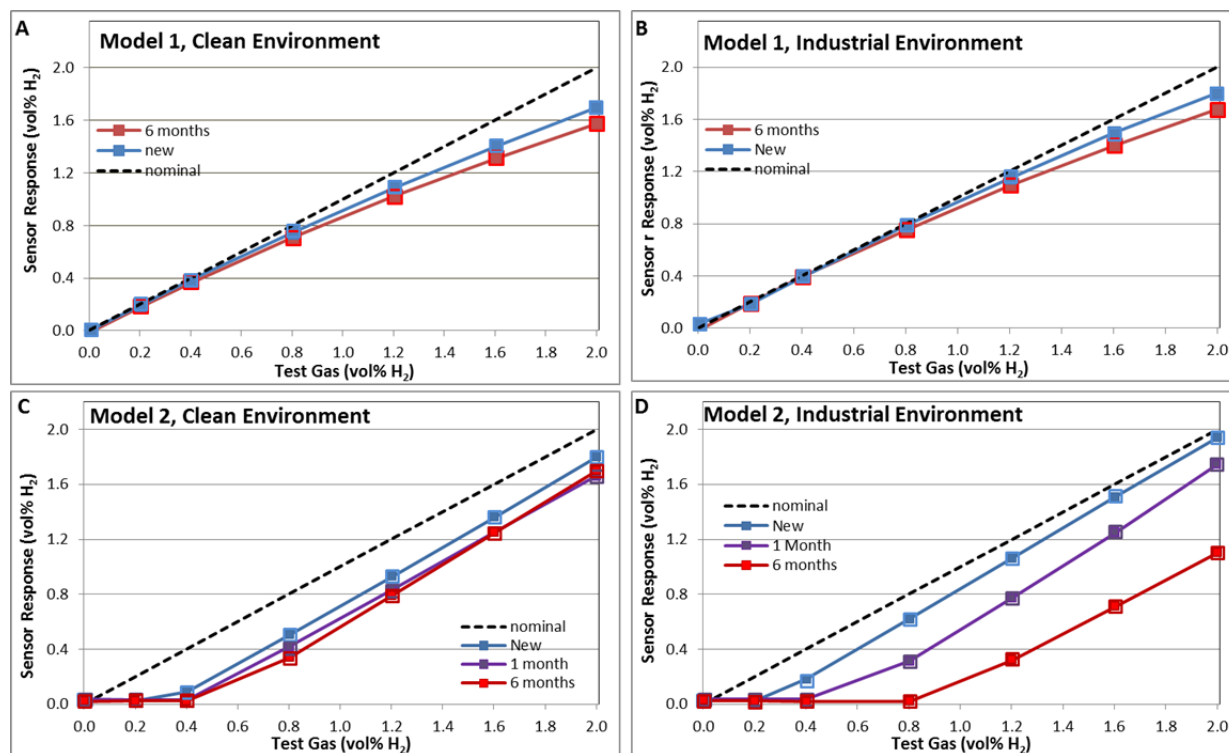 A
Model 1, Clean Environment
Sensor Response (vol% H₂)
2.0
1.6
1.2
0.8
0.4
0.0
6 months
new
nominal
0.0 0.2 0.4 0.6 0.8 1.0 1.2 1.4 1.6 1.8 2.0
Test Gas (vol% H₂)
B
Model 1, Industrial Environment
Sensor r Response (vol% H₂)
2.0
1.6
1.2
0.8
0.4
0.0
6 months
New
nominal
0.0 0.2 0.4 0.6 0.8 1.0 1.2 1.4 1.6 1.8 2.0
Test Gas (vol% H₂)
C
Model 2, Clean Environment
Sensor Response (vol% H₂)
2.0
1.6
1.2
0.8
0.4
0.0
nominal
New
1 month
6 months
0.0 0.2 0.4 0.6 0.8 1.0 1.2 1.4 1.6 1.8 2.0
Test Gas (vol% H₂)
D
Model 2, Industrial Environment
Sensor Response (vol% H₂)
2.0
1.6
1.2
0.8
0.4
0.0
nominal
New
1 Month
6 months
0.0 0.2 0.4 0.6 0.8 1.0 1.2 1.4 1.6 1.8 2.0
Test Gas (vol% H₂)